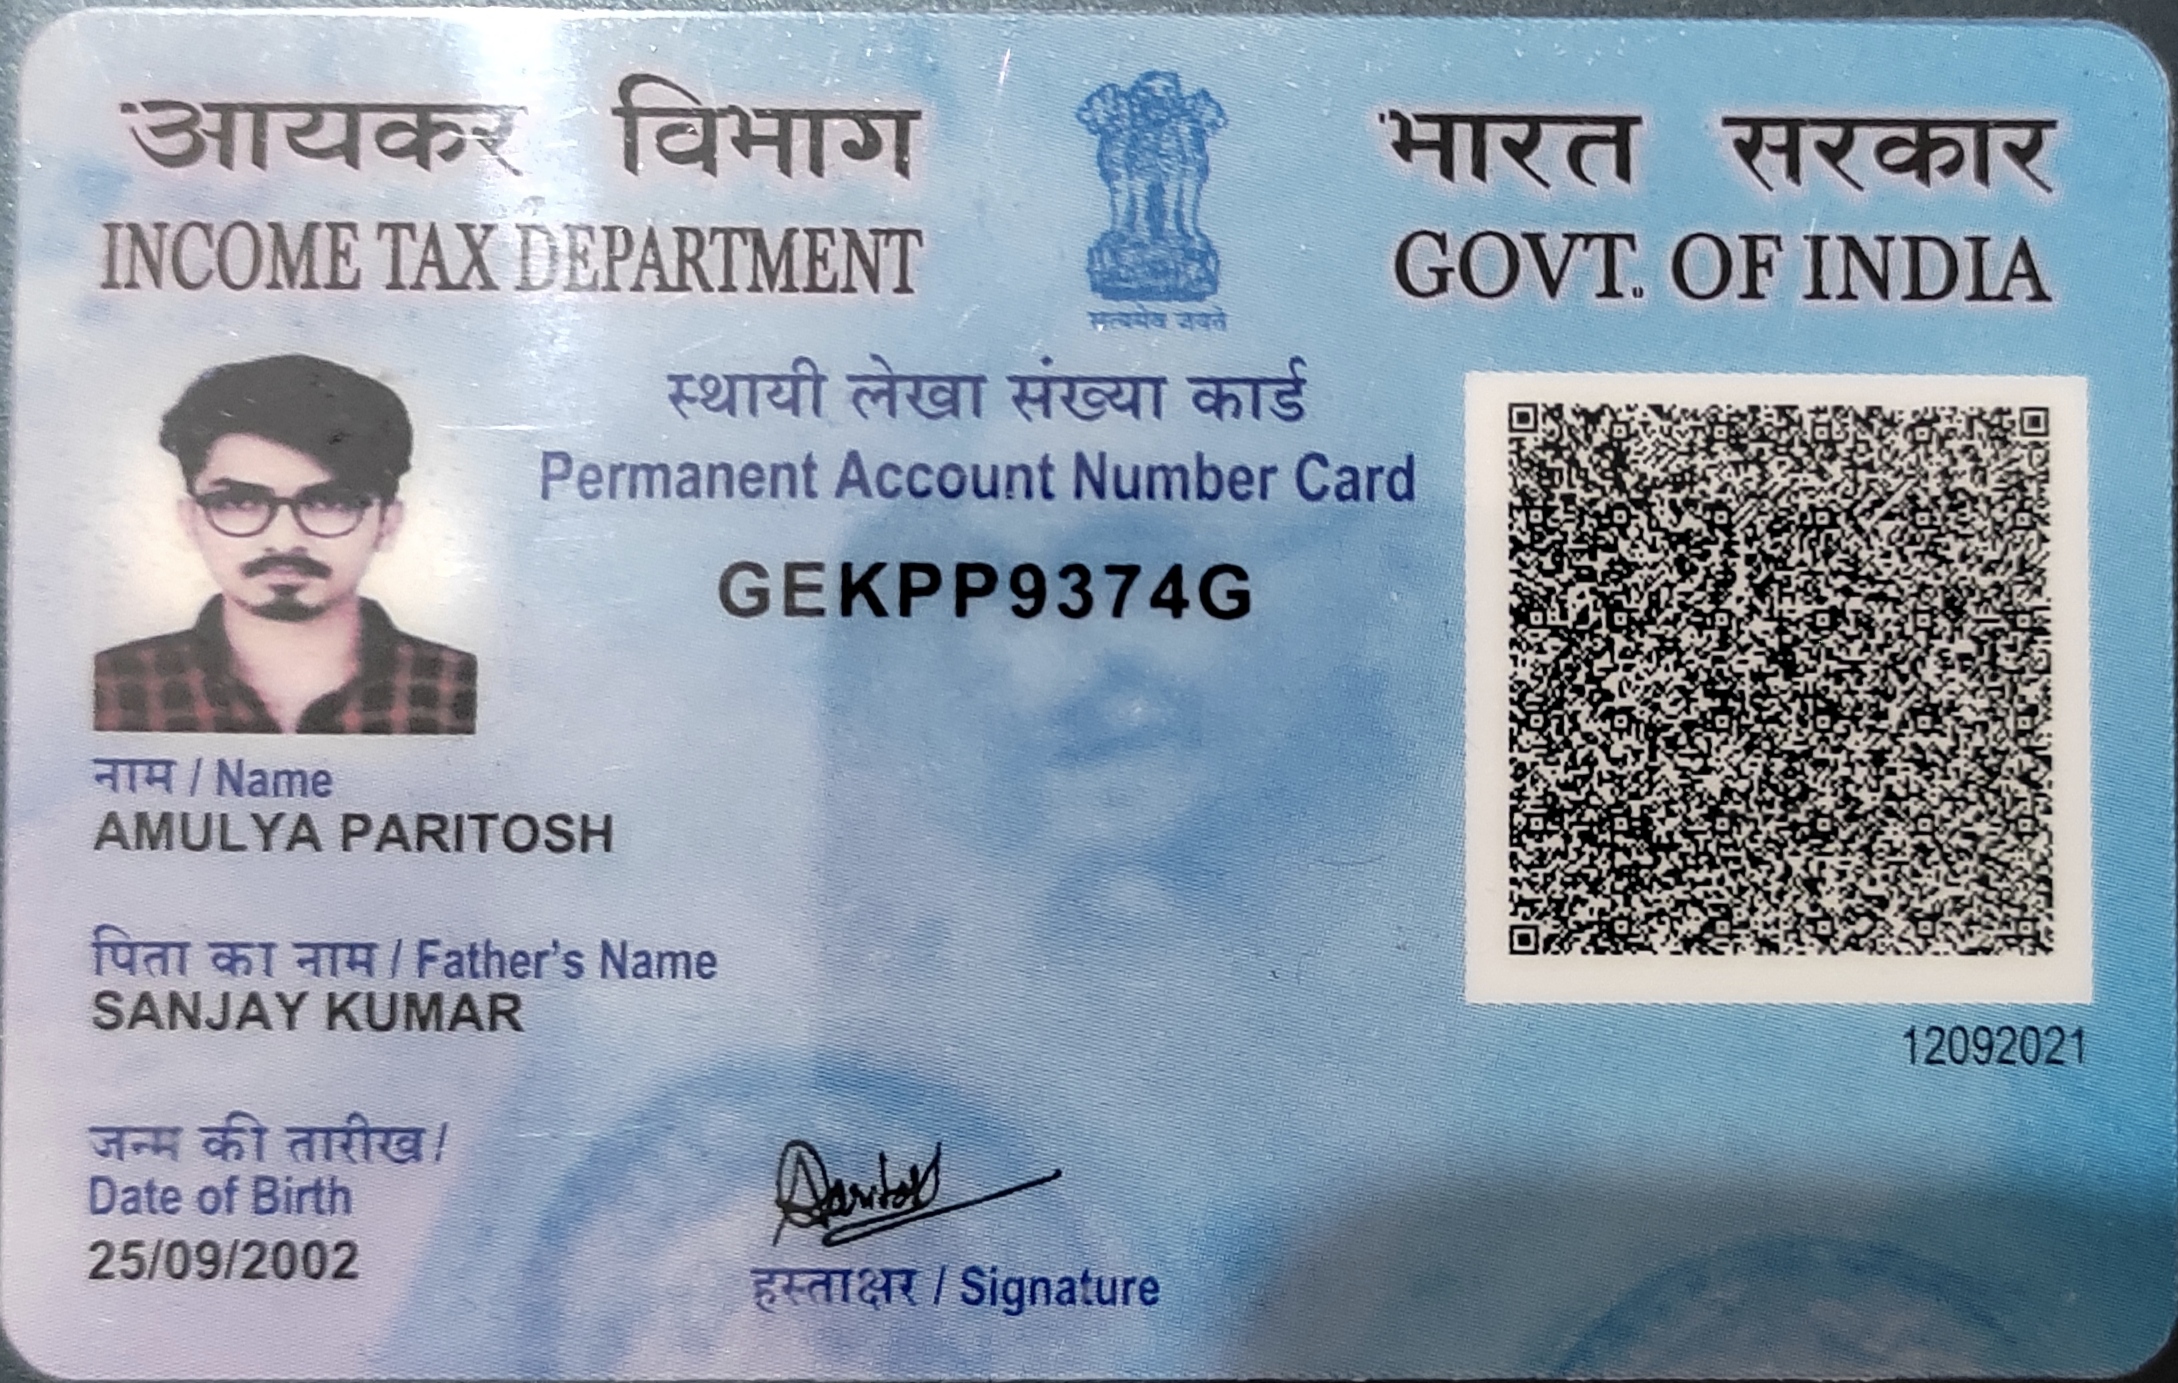 आयकर विभाग
INCOME TAX DEPARTMENT
सत्यमेव जयते
भारत सरकार
GOVT. OF INDIA
स्थायी लेखा संख्या कार्ड
Permanent Account Number Card
GEKPP9374G
नाम / Name
AMULYA PARITOSH
पिता का नाम / Father's Name
SANJAY KUMAR
12092021
जन्म की तारीख/
Date of Birth
25/09/2002
हस्ताक्षर / Signature